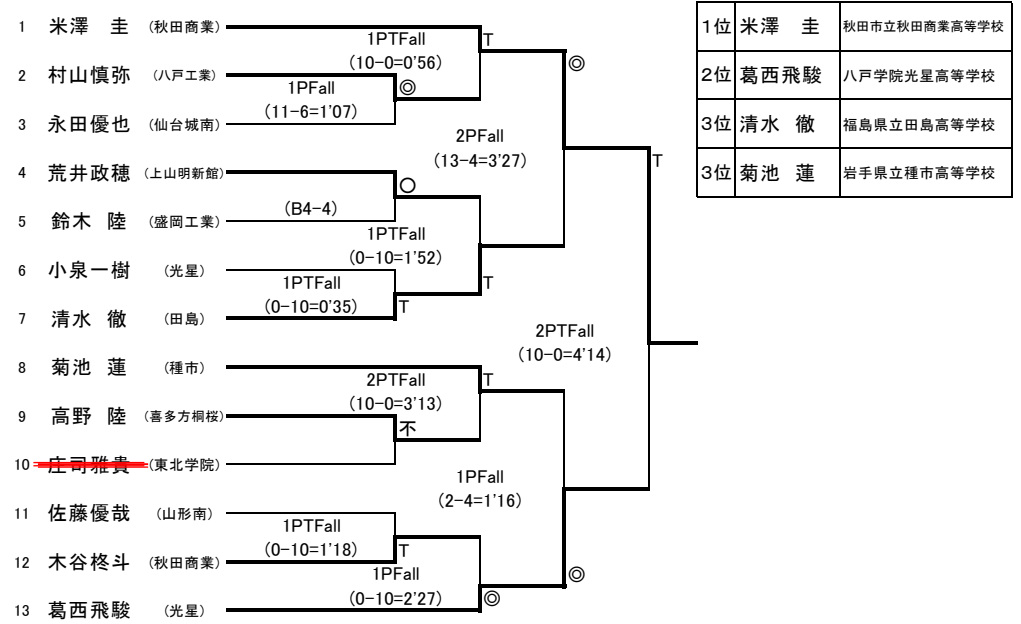 1 米澤　圭 （秋田商業）
1PTFall
T
(10-0=0'56)
◎
2 村山慎弥 （八戸工業）
1PFall
◎
(11-6=1'07)
3 永田優也 （仙台城南）
2PFall
(13-4=3'27)
T
4 荒井政穂 （上山明新館）
○
(B4-4)
5 鈴木　陸 （盛岡工業）
1PTFall
(0-10=1'52)
6 小泉一樹 （光星）
1PTFall
T
(0-10=0'35)
T
7 清水　徹 （田島）
2PTFall
(10-0=4'14)
8 菊池　蓮 （種市）
2PTFall
T
(10-0=3'13)
9 高野　陸 （喜多方桐桜）
不
10 庄司雅貴 （東北学院）
1PFall
(2-4=1'16)
11 佐藤優哉 （山形南）
1PTFall
(0-10=1'18)
T
12 木谷柊斗 （秋田商業）
1PFall
◎
(0-10=2'27)
◎
13 葛西飛駿 （光星）
1位 米澤　圭 秋田市立秋田商業高等学校
2位 葛西飛駿 八戸学院光星高等学校
3位 清水　徹 福島県立田島高等学校
3位 菊池　蓮 岩手県立種市高等学校